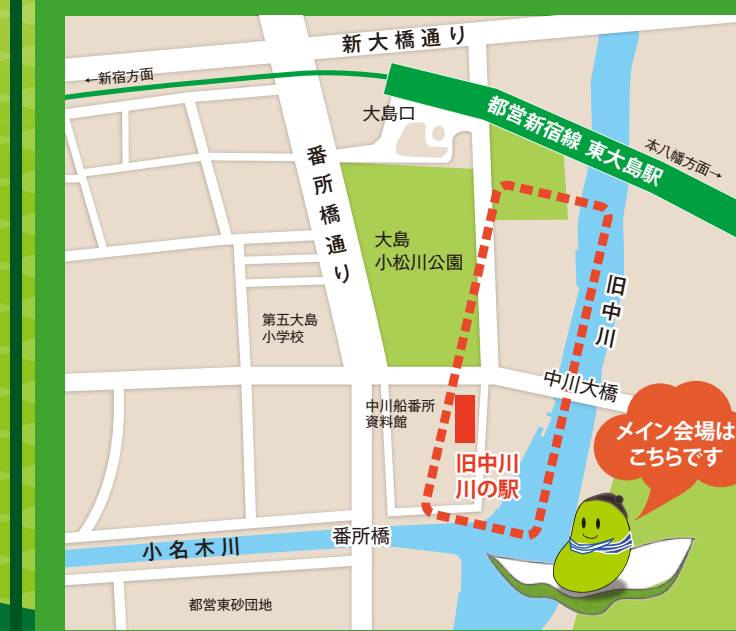 新大橋通り
←新宿方面
大島口
都営新宿線 東大島駅
本八幡方面→
番所橋通り
大島
小松川公園
旧中川
第五大島
小学校
中川大橋
中川船番所
資料館
メイン会場は
こちらです
旧中川
川の駅
番所橋
小名木川
都営東砂団地